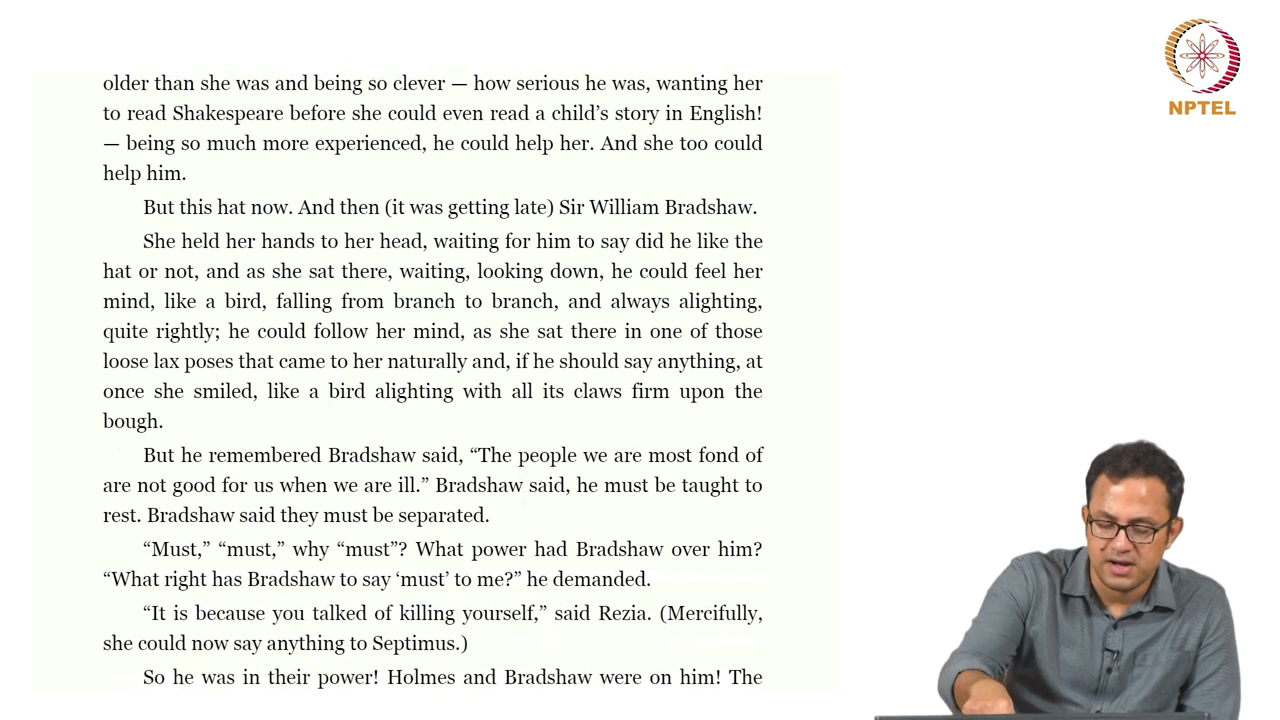 older than she was and being so clever — how serious he was, wanting her
to read Shakespeare before she could even read a child’s story in English!
— being so much more experienced, he could help her. And she too could
help him.
But this hat now. And then (it was getting late) Sir William Bradshaw.
She held her hands to her head, waiting for him to say did he like the
hat or not, and as she sat there, waiting, looking down, he could feel her
mind, like a bird, falling from branch to branch, and always alighting,
quite rightly; he could follow her mind, as she sat there in one of those
loose lax poses that came to her naturally and, if he should say anything, at
once she smiled, like a bird alighting with all its claws firm upon the
bough.
But he remembered Bradshaw said, “The people we are most fond of
are not good for us when we are ill.” Bradshaw said, he must be taught to
rest. Bradshaw said they must be separated.
“Must,” “must,” why “must”? What power had Bradshaw over him?
“What right has Bradshaw to say ‘must’ to me?” he demanded.
“It is because you talked of killing yourself,” said Rezia. (Mercifully,
she could now say anything to Septimus.)
So he was in their power! Holmes and Bradshaw were on him! The
NPTEL